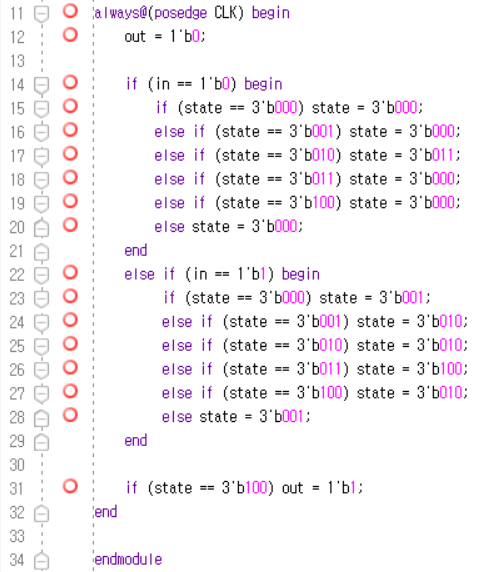 11 always@(posedge CLK) begin
12 out = 1'b0;
13
14 if (in == 1'b0) begin
15 if (state == 3'b000) state = 3'b000;
16 else if (state == 3'b001) state = 3'b000;
17 else if (state == 3'b010) state = 3'b011;
18 else if (state == 3'b011) state = 3'b000;
19 else if (state == 3'b100) state = 3'b000;
20 else state = 3'b000;
21 end
22 else if (in == 1'b1) begin
23 if (state == 3'b000) state = 3'b001;
24 else if (state == 3'b001) state = 3'b010;
25 else if (state == 3'b010) state = 3'b010;
26 else if (state == 3'b011) state = 3'b100;
27 else if (state == 3'b100) state = 3'b010;
28 else state = 3'b001;
29 end
30
31 if (state == 3'b100) out = 1'b1;
32 end
33
34 endmodule